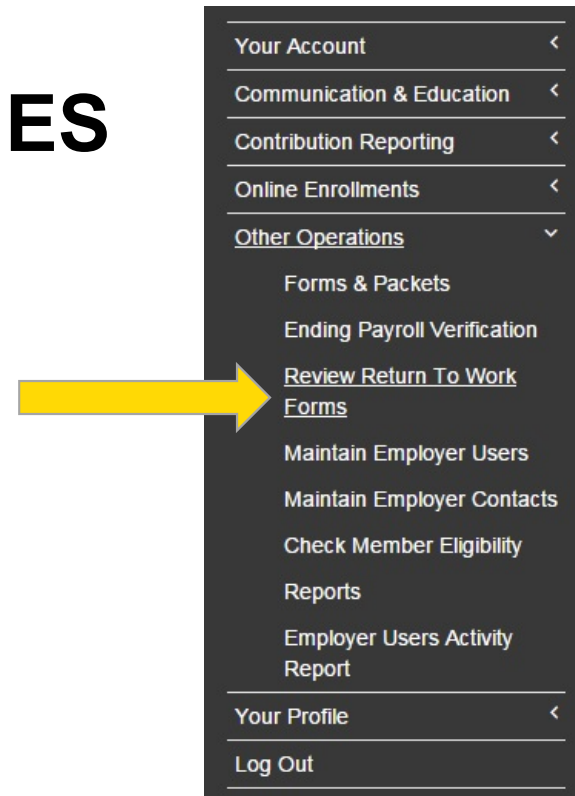 ES
Your Account
Communication & Education
Contribution Reporting
Online Enrollments
Other Operations
Forms & Packets
Ending Payroll Verification
Review Return To Work
Forms
Maintain Employer Users
Maintain Employer Contacts
Check Member Eligibility
Reports
Employer Users Activity
Report
Your Profile
Log Out